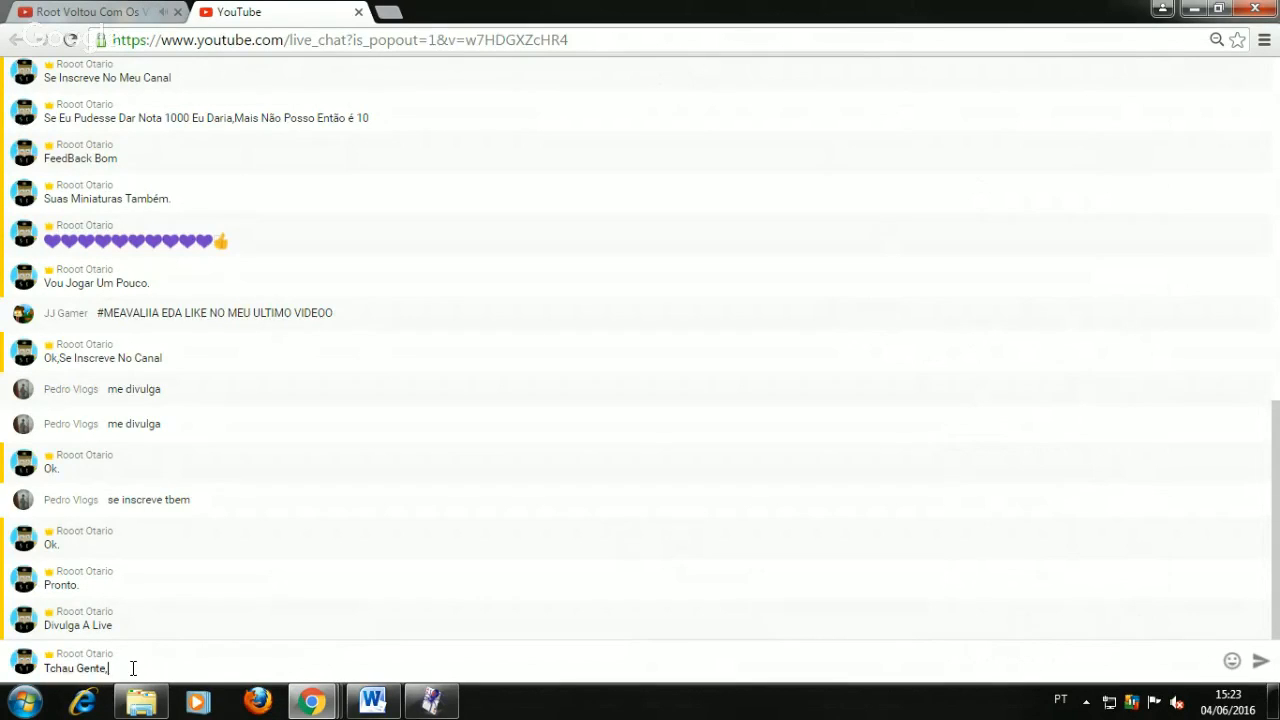 Root Voltou Com Os V
YouTube
https://www.youtube.com/live_chat?is_popout=1&v=w7HDGXZcHR4
Rooot Otario
Se Inscreve No Meu Canal
Rooot Otario
Se Eu Pudesse Dar Nota 1000 Eu Daria,Mais Não Posso Então é 10
Rooot Otario
FeedBack Bom
Rooot Otario
Suas Miniaturas Também.
Rooot Otario
💜💜💜💜💜💜💜💜💜💜👍
Rooot Otario
Vou Jogar Um Pouco.
JJ Gamer #MEAVALIIA EDA LIKE NO MEU ULTIMO VIDEOO
Rooot Otario
Ok,Se Inscreve No Canal
Pedro Vlogs me divulga
Pedro Vlogs me divulga
Rooot Otario
Ok.
Pedro Vlogs se inscreve tbem
Rooot Otario
Ok.
Rooot Otario
Pronto.
Rooot Otario
Divulga A Live
Rooot Otario
Tchau Gente,
PT
15:23
04/06/2016